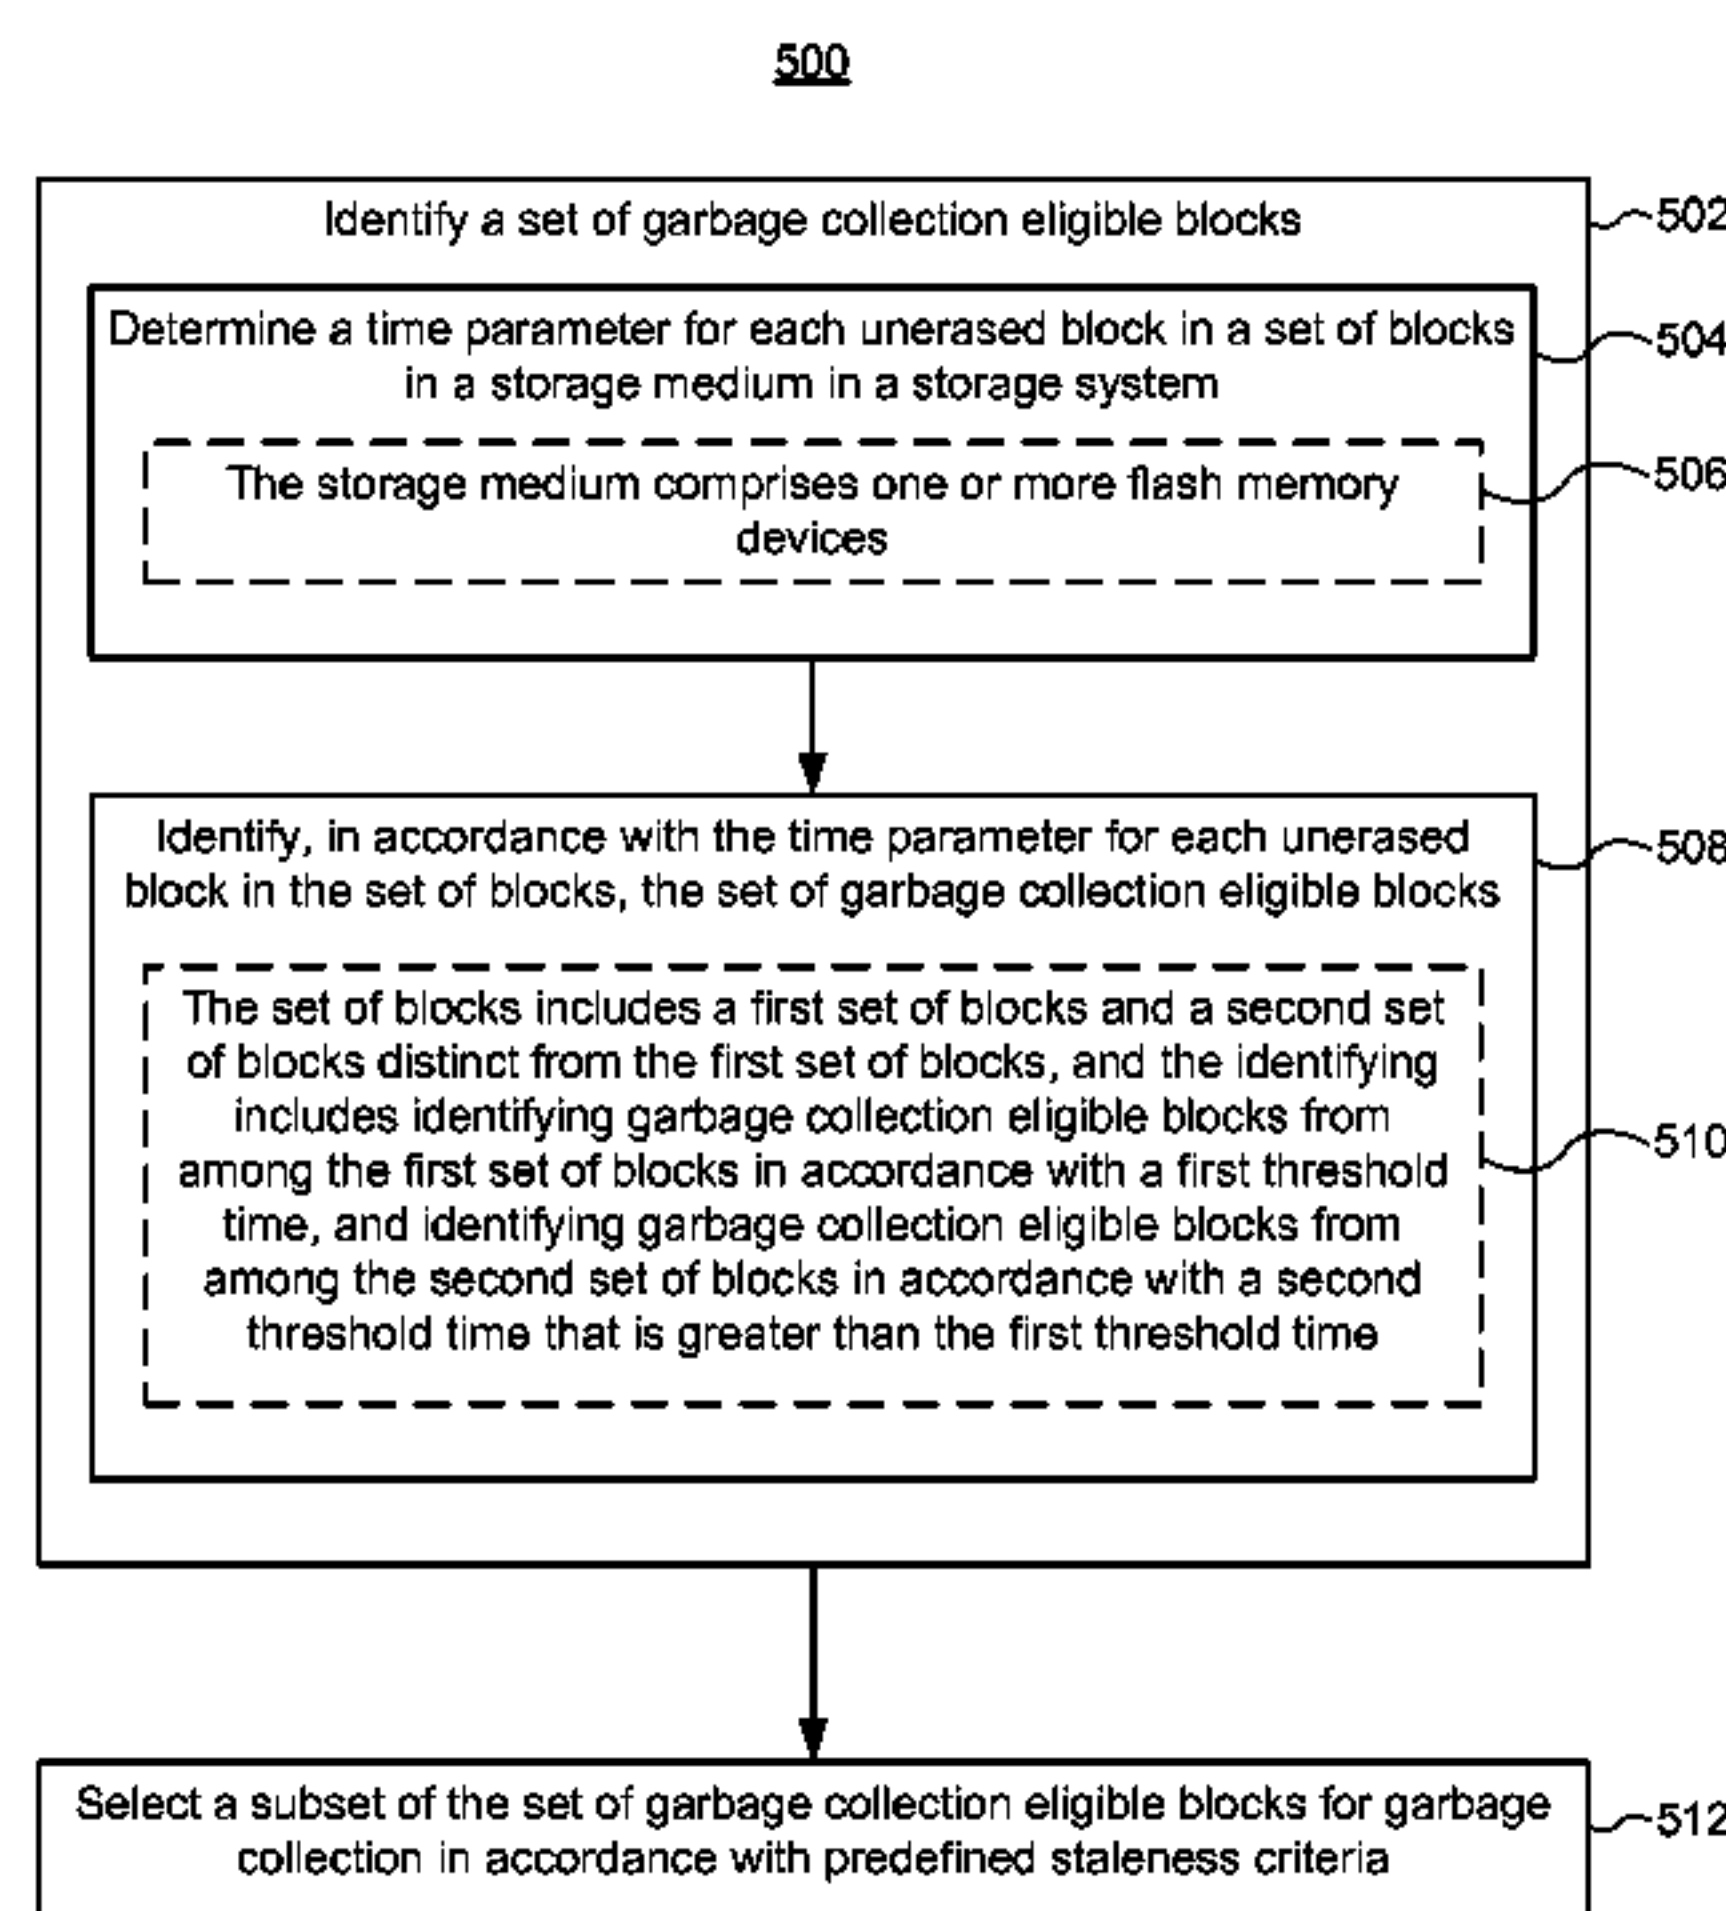 500
Identify a set of garbage collection eligible blocks
502
Determine a time parameter for each unerased block in a set of blocks
in a storage medium in a storage system
504
The storage medium comprises one or more flash memory
devices
506
Identify, in accordance with the time parameter for each unerased
block in the set of blocks, the set of garbage collection eligible blocks
508
The set of blocks includes a first set of blocks and a second set
of blocks distinct from the first set of blocks, and the identifying
includes identifying garbage collection eligible blocks from
among the first set of blocks in accordance with a first threshold
time, and identifying garbage collection eligible blocks from
among the second set of blocks in accordance with a second
threshold time that is greater than the first threshold time
510
Select a subset of the set of garbage collection eligible blocks for garbage
collection in accordance with predefined staleness criteria
512